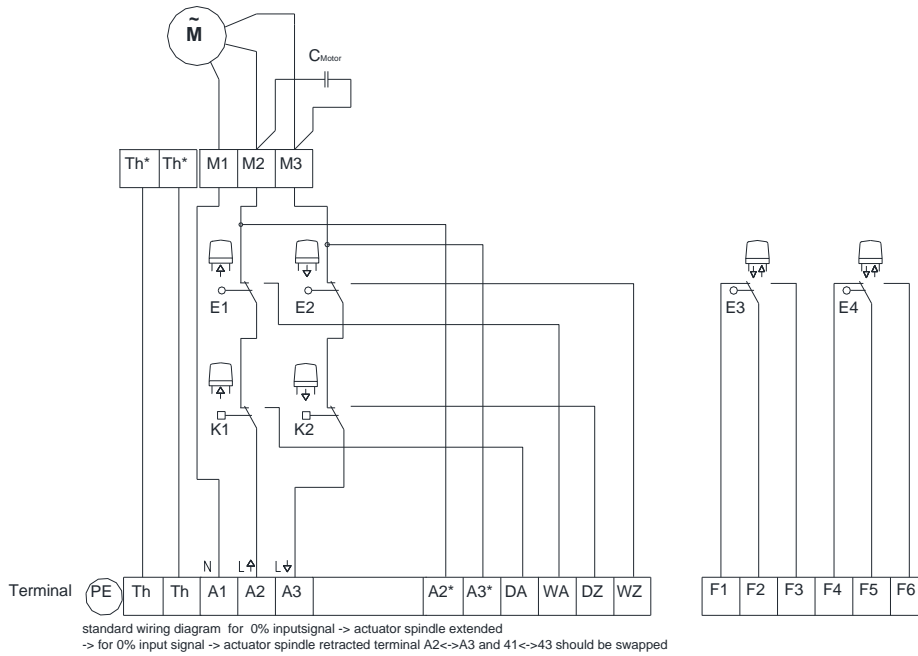 ~
M
CMotor
Th* Th* M1 M2 M3
E1 E2 E3 E4
K1 K2
N L L
Terminal PE Th Th A1 A2 A3 A2* A3* DA WA DZ WZ F1 F2 F3 F4 F5 F6
standard wiring diagram for 0% inputsignal -> actuator spindle extended
-> for 0% input signal -> actuator spindle retracted terminal A2<->A3 and 41<->43 should be swapped